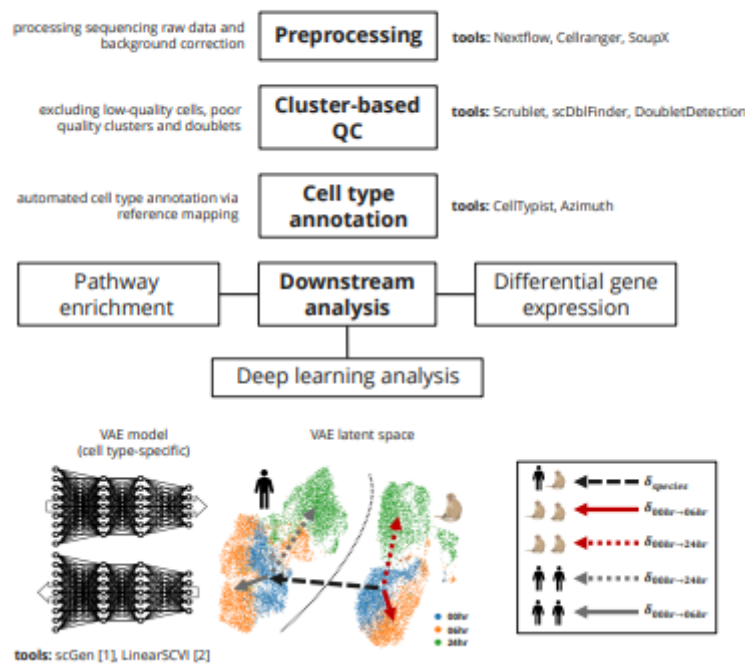 processing sequencing raw data and
background correction
Preprocessing
tools: Nextflow, Cellranger, SoupX
excluding low-quality cells, poor
quality clusters and doublets
Cluster-based
QC
tools: Scrublet, scDblFinder, DoubletDetection
automated cell type annotation via
reference mapping
Cell type
annotation
tools: CellTypist, Azimuth
Pathway
enrichment
Downstream
analysis
Differential gene
expression
Deep learning analysis
VAE model
(cell type-specific)
VAE latent space
00hr
06hr
24hr
δspecies
δ00hr→06hr
δ00hr→24hr
δ00hr→24hr
δ00hr→06hr
tools: scGen [1], LinearSCVI [2]